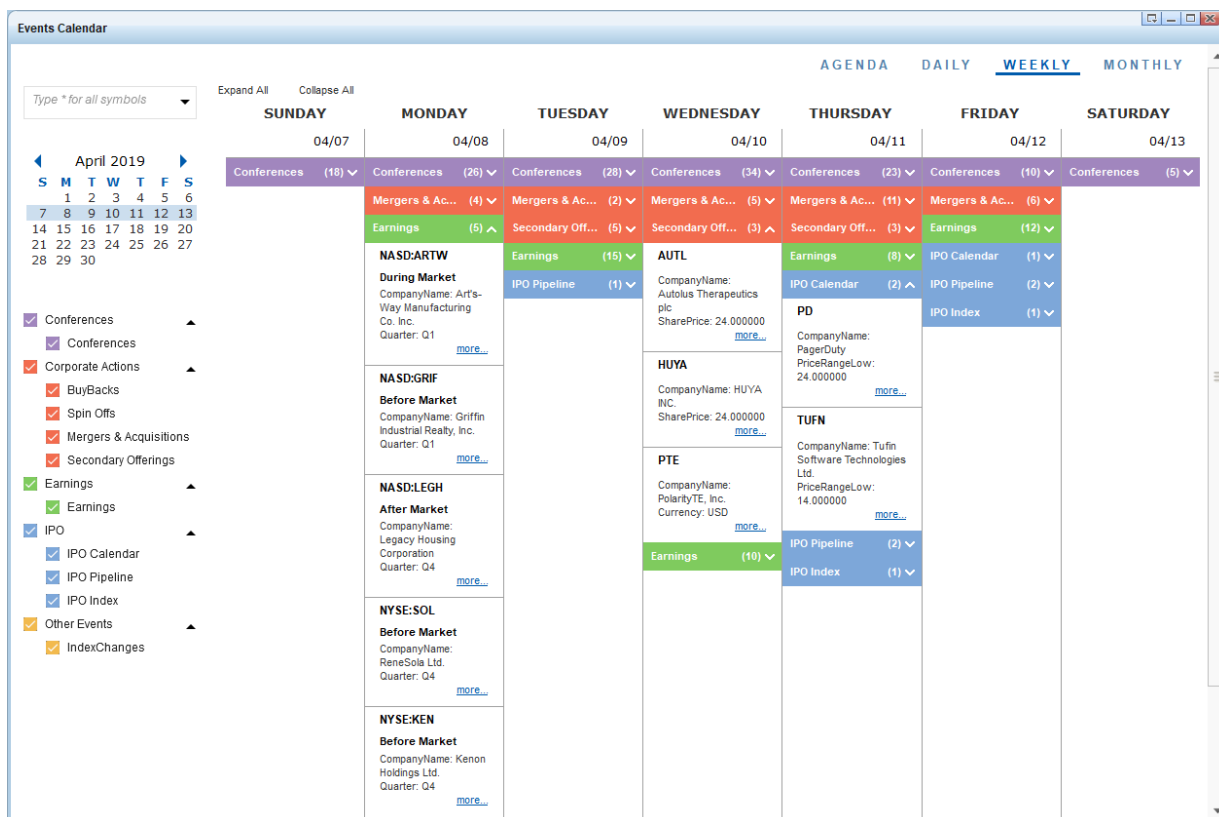 Events Calendar
AGENDA DAILY WEEKLY MONTHLY
Type * for all symbols
Expand All Collapse All
April 2019
S M T W T F S
1 2 3 4 5 6
7 8 9 10 11 12 13
14 15 16 17 18 19 20
21 22 23 24 25 26 27
28 29 30
Conferences
Conferences
Corporate Actions
BuyBacks
Spin Offs
Mergers & Acquisitions
Secondary Offerings
Earnings
Earnings
IPO
IPO Calendar
IPO Pipeline
IPO Index
Other Events
IndexChanges
SUNDAY
04/07
Conferences (18)
MONDAY
04/08
Conferences (26)
Mergers & Ac... (4)
Earnings (5)
NASD:ARTW
During Market
CompanyName: Art's-
Way Manufacturing
Co. Inc.
Quarter: Q1
more...
NASD:GRIF
Before Market
CompanyName: Griffin
Industrial Realty, Inc.
Quarter: Q1
more...
NASD:LEGH
After Market
CompanyName:
Legacy Housing
Corporation
Quarter: Q4
more...
NYSE:SOL
Before Market
CompanyName:
ReneSola Ltd.
Quarter: Q4
more...
NYSE:KEN
Before Market
CompanyName: Kenon
Holdings Ltd.
Quarter: Q4
more...
TUESDAY
04/09
Conferences (28)
Mergers & Ac... (2)
Secondary Off... (5)
Earnings (15)
IPO Pipeline (1)
WEDNESDAY
04/10
Conferences (34)
Mergers & Ac... (5)
Secondary Off... (3)
AUTL
CompanyName:
Autolus Therapeutics
plc
SharePrice: 24.000000
more...
HUYA
CompanyName: HUYA
INC.
SharePrice: 24.000000
more...
PTE
CompanyName:
PolarityTE, Inc.
Currency: USD
more...
Earnings (10)
THURSDAY
04/11
Conferences (23)
Mergers & Ac... (11)
Secondary Off... (3)
Earnings (8)
IPO Calendar (2)
PD
CompanyName:
PagerDuty
PriceRangeLow:
24.000000
more...
TUFN
CompanyName: Tufin
Software Technologies
Ltd.
PriceRangeLow:
14.000000
more...
IPO Pipeline (2)
IPO Index (1)
FRIDAY
04/12
Conferences (10)
Mergers & Ac... (6)
Earnings (12)
IPO Calendar (1)
IPO Pipeline (2)
IPO Index (1)
SATURDAY
04/13
Conferences (5)